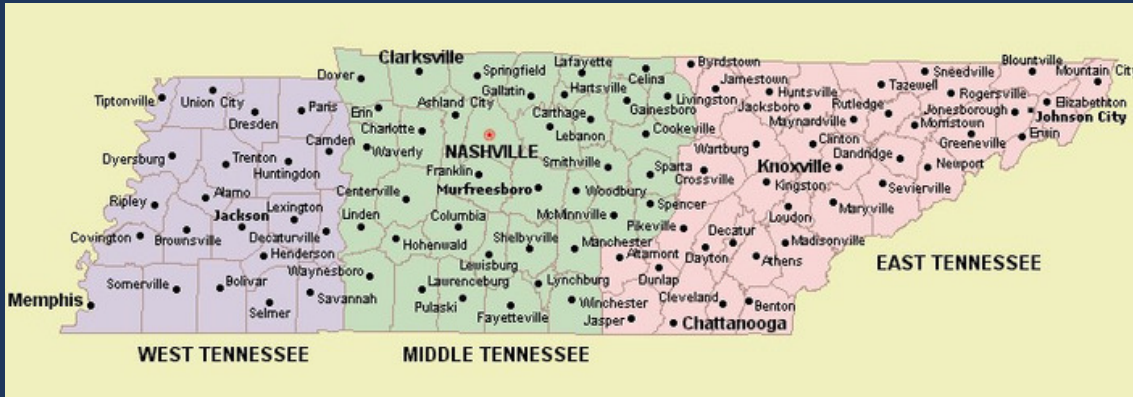 Clarksville
Dover
Springfield
Lafayette
Celina
Byrdstown
Sneedville
Blountville
Mountain Cit
Tiptonville
Union City
Dresden
Paris
Erin
Ashland City
Gallatin
Hartsville
Gainesboro
Livingston
Jamestown
Huntsville
Jacksboro
Tazewell
Rutledge
Rogersville
Jonesborough
Elizabethton
Johnson City
Carthage
Lebanon
Maynardville
Morristown
Erwin
Camden
Charlotte
Waverly
NASHVILLE
Cookeville
Wartburg
Clinton
Dandridge
Greeneville
Dyersburg
Trenton
Huntingdon
Franklin
Smithville
Sparta
Crossville
Knoxville
Newport
Ripley
Alamo
Centerville
Murfreesboro
Woodbury
Spencer
Kingston
Sevierville
Jackson
Lexington
Linden
Columbia
McMinnville
Pikeville
Loudon
Maryville
Covington
Brownsville
Decaturville
Hohenwald
Shelbyville
Manchester
Decatur
Madisonville
Henderson
Lewisburg
Altamont
Dayton
Athens
EAST TENNESSEE
Waynesboro
Somerville
Bolivar
Lawrenceburg
Lynchburg
Dunlap
Memphis
Selmer
Savannah
Pulaski
Fayetteville
Winchester
Cleveland
Benton
Jasper
Chattanooga
WEST TENNESSEE
MIDDLE TENNESSEE